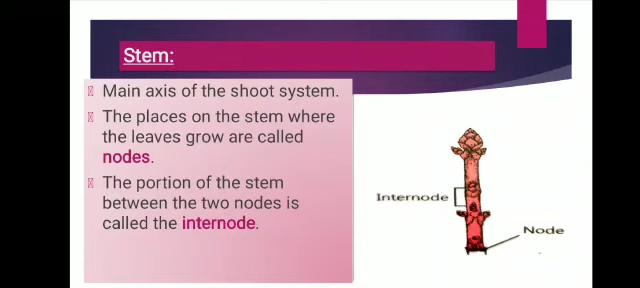 Stem:
Main axis of the shoot system.
The places on the stem where
the leaves grow are called
nodes.
The portion of the stem
between the two nodes is
called the internode.
Internode
Node